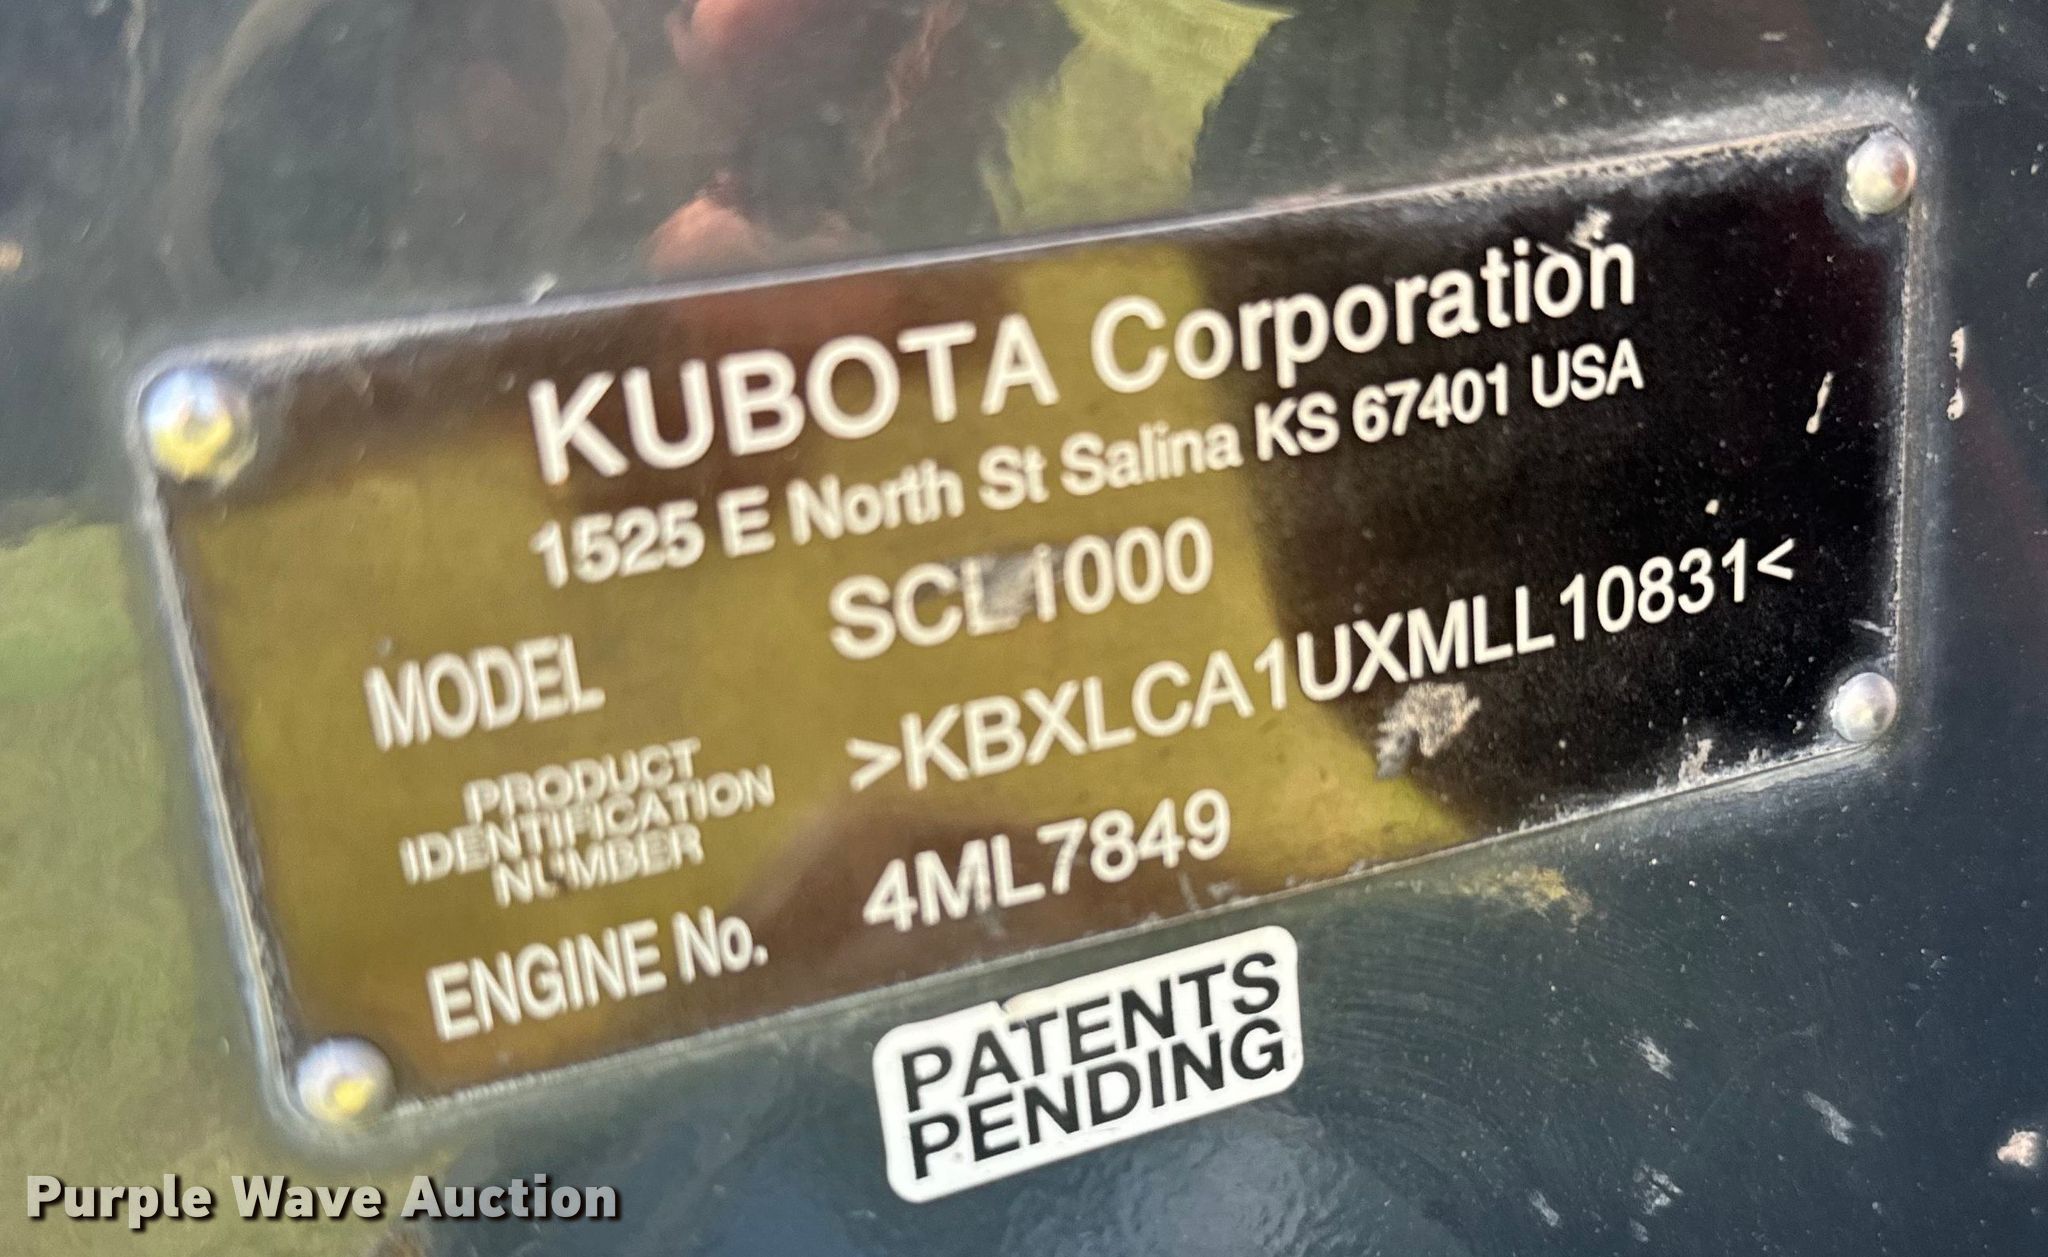 KUBOTA Corporation
1525 E North St Salina KS 67401 USA
MODEL SCL1000
PRODUCT
IDENTIFICATION
NUMBER
>KBXLCA1UXMLL10831<
ENGINE No. 4ML7849
PATENTS
PENDING
Purple Wave Auction